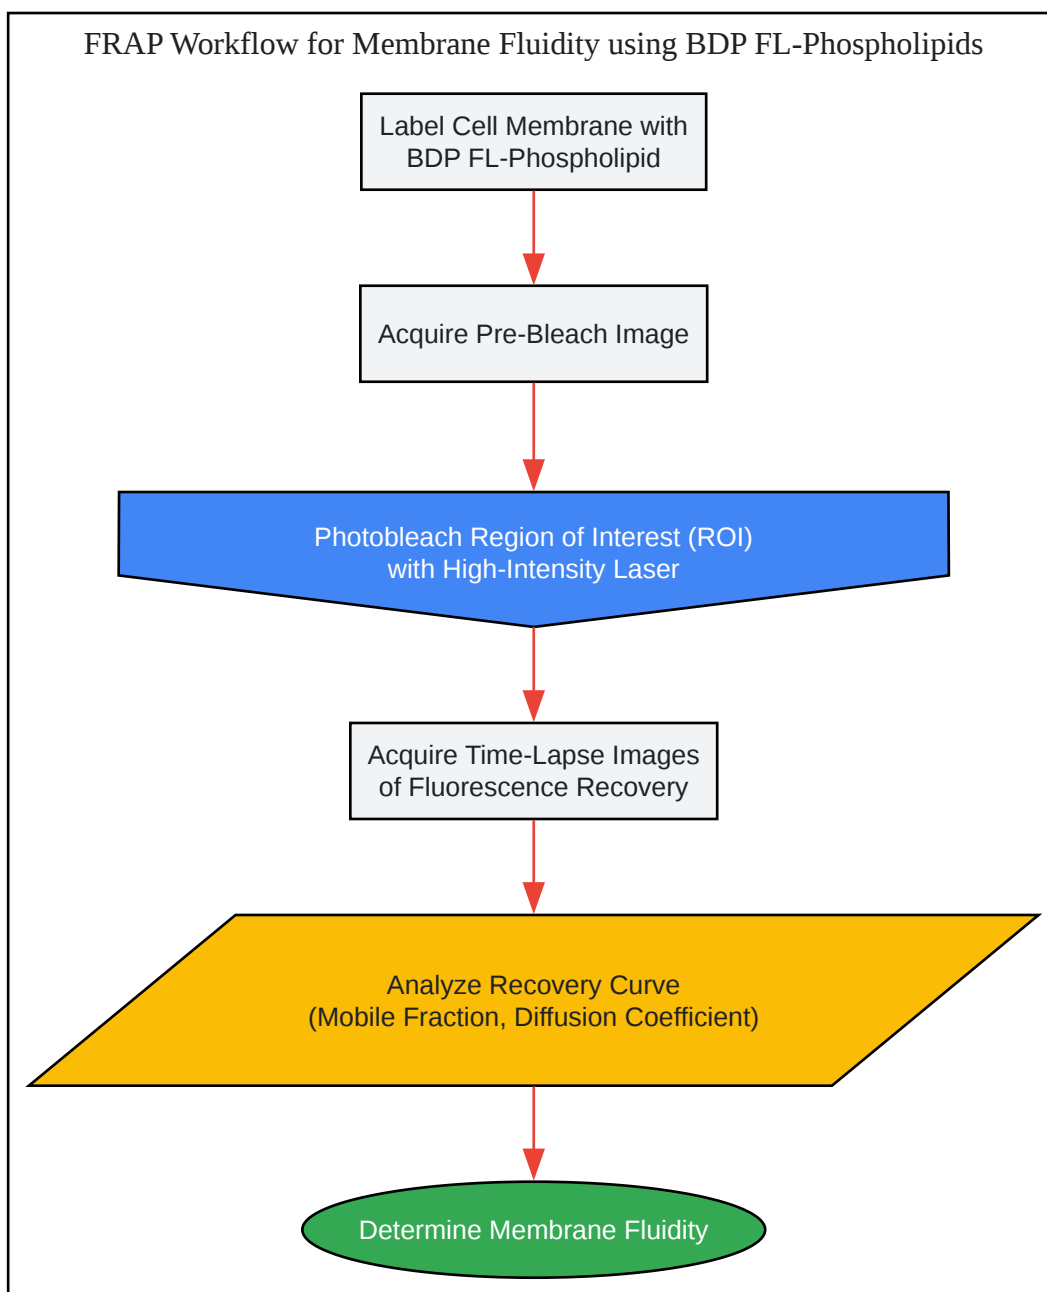 FRAP Workflow for Membrane Fluidity using BDP FL-Phospholipids
Label Cell Membrane with
BDP FL-Phospholipid
Acquire Pre-Bleach Image
Photobleach Region of Interest (ROI)
with High-Intensity Laser
Acquire Time-Lapse Images
of Fluorescence Recovery
Analyze Recovery Curve
(Mobile Fraction, Diffusion Coefficient)
Determine Membrane Fluidity